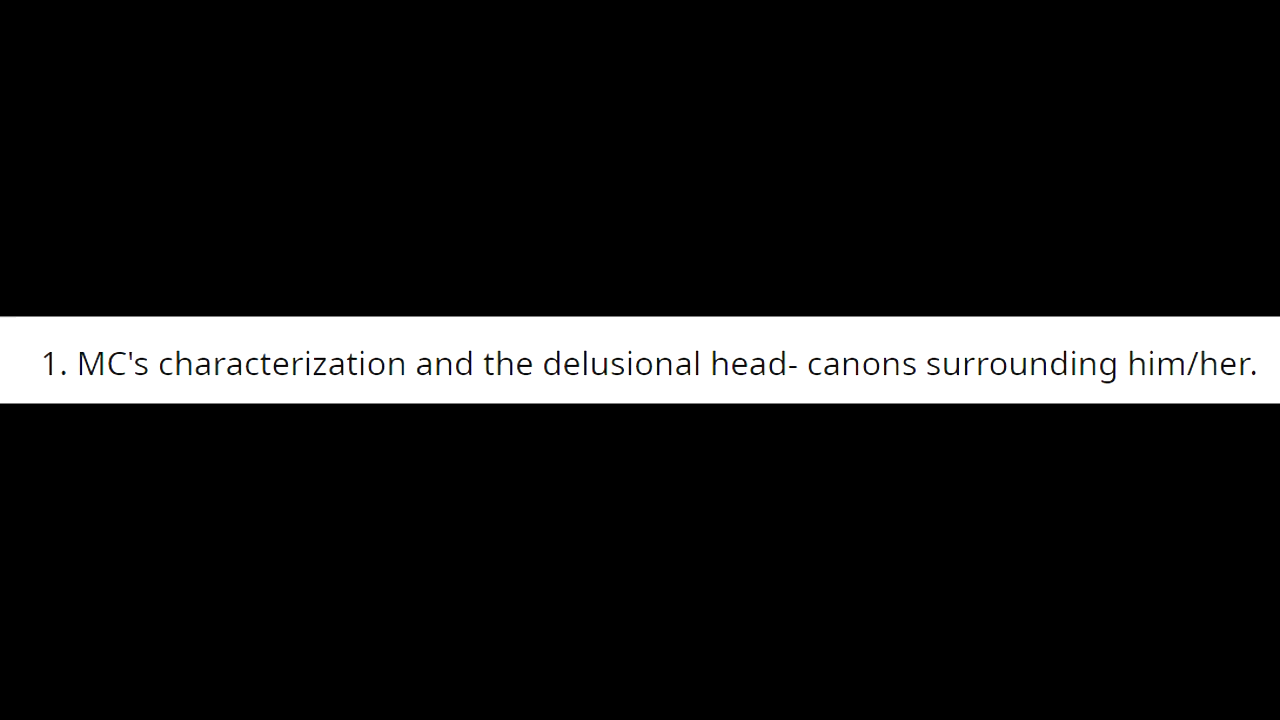 1. MC's characterization and the delusional head- canons surrounding him/her.